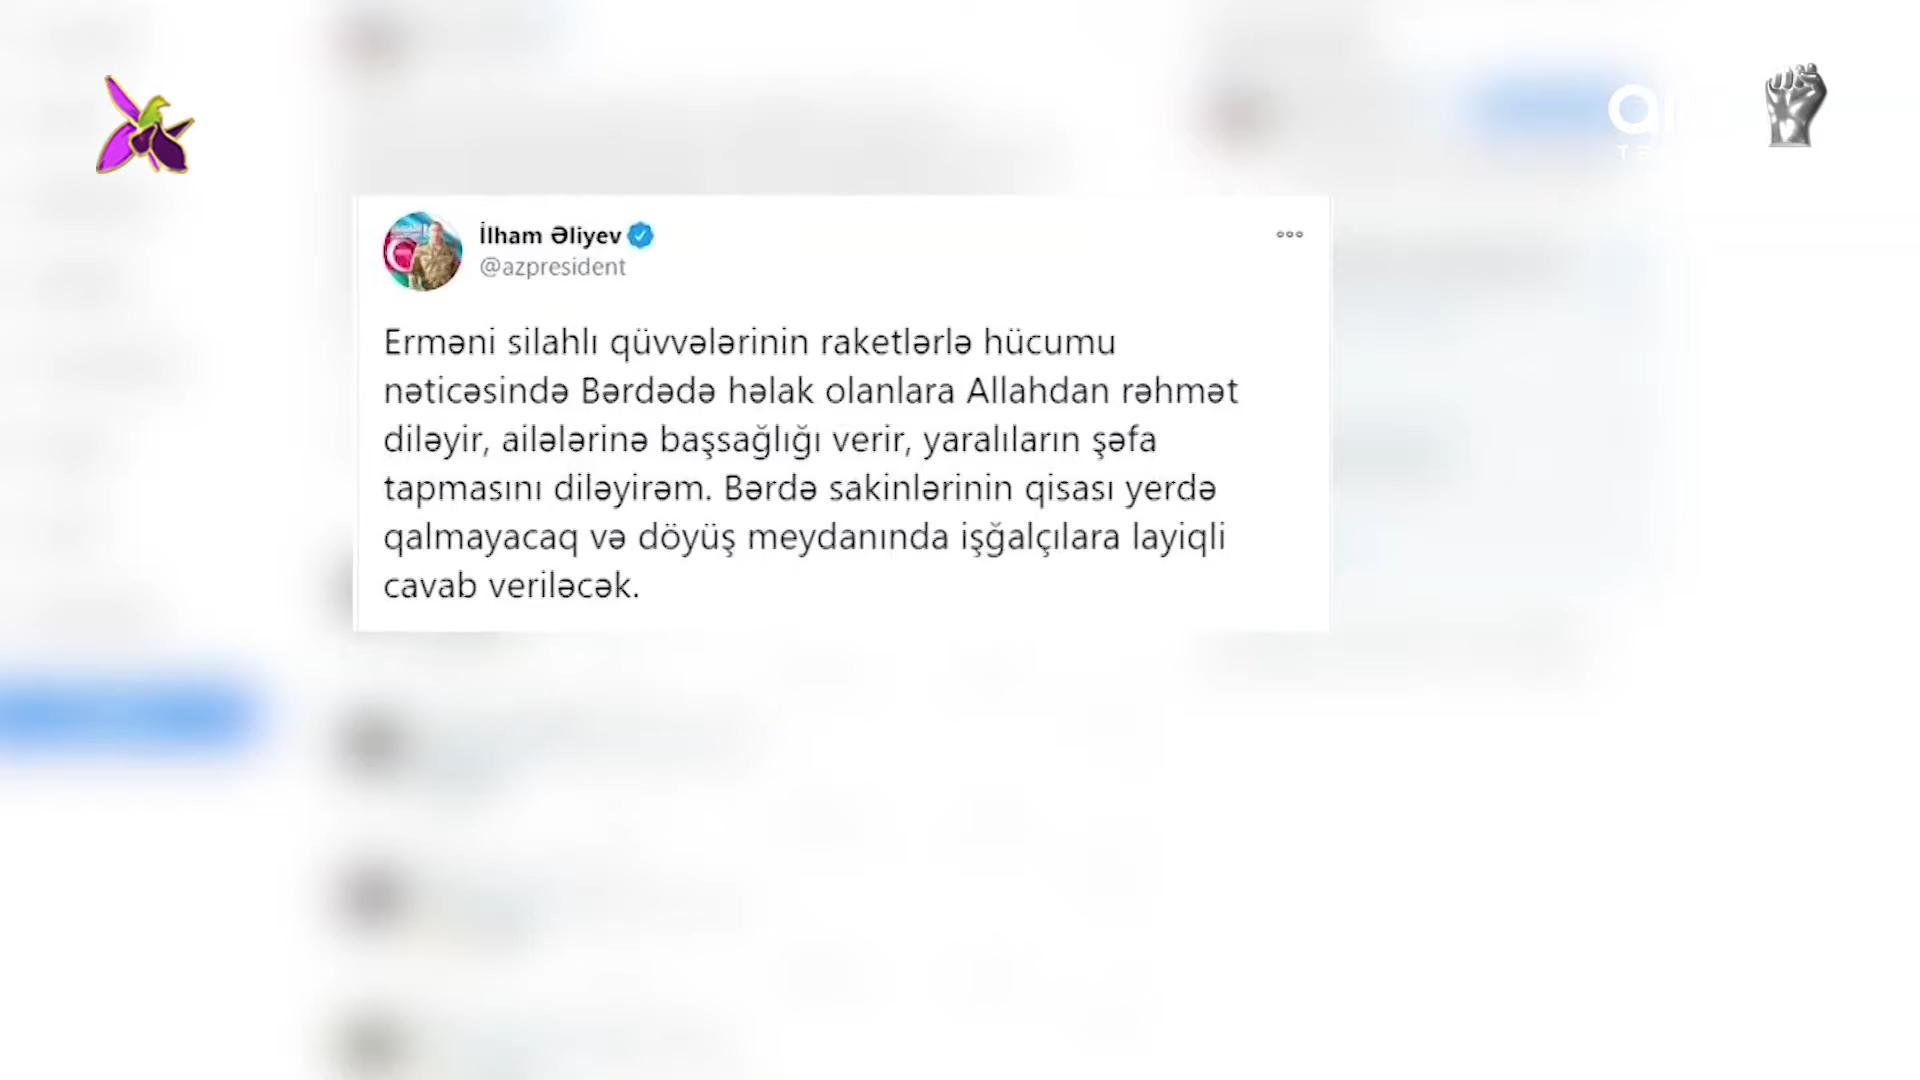 İlham Əliyev
@azpresident
Erməni silahlı qüvvələrinin raketlərlə hücumu
nəticəsində Bərdədə həlak olanlara Allahdan rəhmət
diləyir, ailələrinə başsağlığı verir, yaralıların şəfa
tapmasını diləyirəm. Bərdə sakinlərinin qisası yerdə
qalmayacaq və döyüş meydanında işğalçılara layiqli
cavab veriləcək.